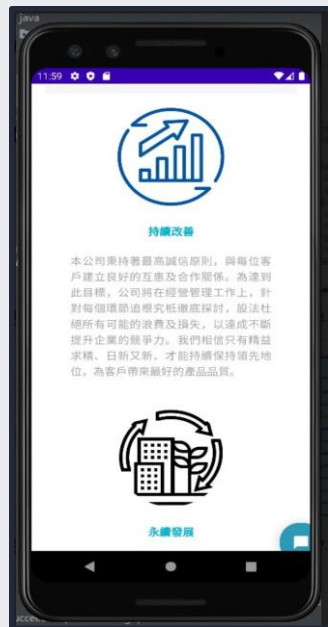 java
11:59
持續改善
本公司秉持著最高誠信原則，與每位客
戶建立良好的互惠及合作關係。為達到
此目標，公司將在經營管理工作上，針
對每個環節追根究柢徹底探討，設法杜
絕所有可能的浪費及損失，以達成不斷
提升企業的競爭力。我們相信只有精益
求精、日新又新、才能持續保持領先地
位，為客戶帶來最好的產品品質。
永續發展